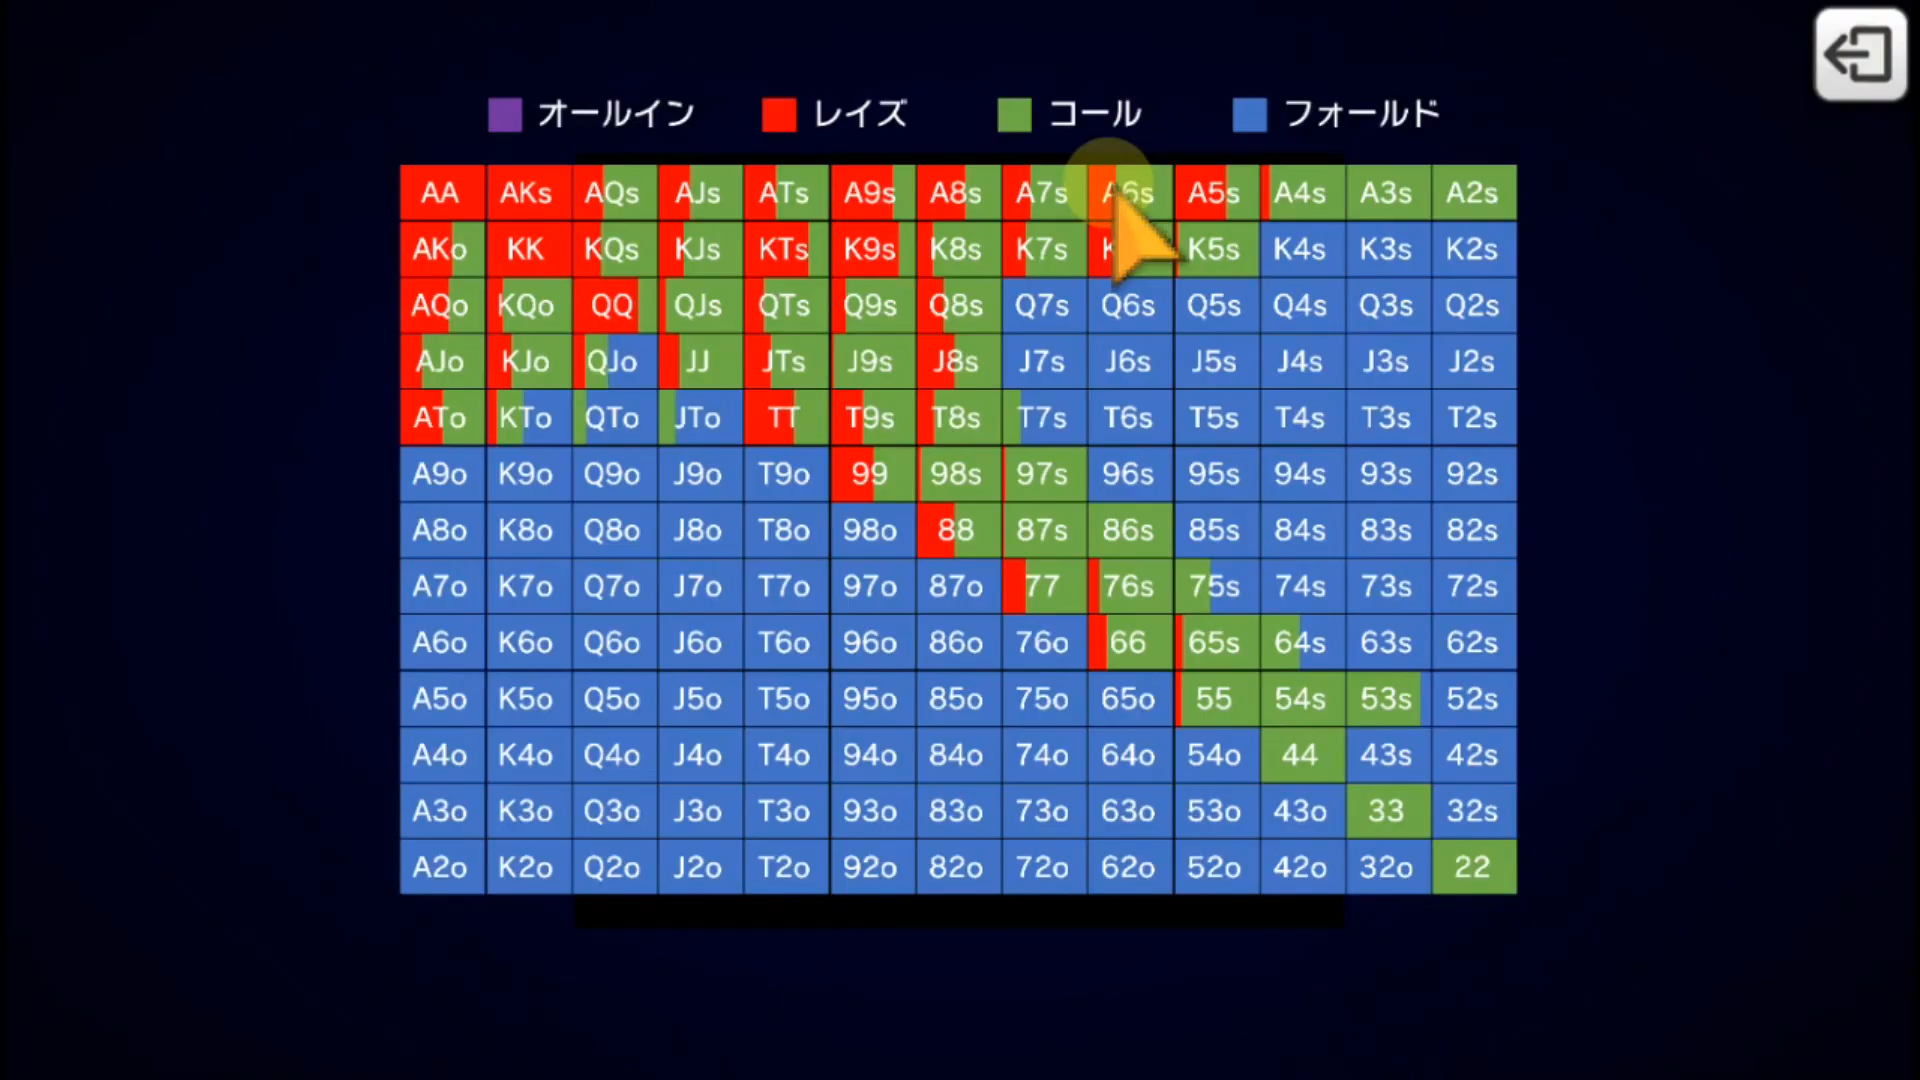 オールイン レイズ コール フォールド
AA AKs AQs AJs ATs A9s A8s A7s A6s A5s A4s A3s A2s
AKo KK KQs KJs KTs K9s K8s K7s K K5s K4s K3s K2s
AQo KQo QQ QJs QTs Q9s Q8s Q7s Q6s Q5s Q4s Q3s Q2s
AJo KJo QJo JJ JTs J9s J8s J7s J6s J5s J4s J3s J2s
ATo KTo QTo JTo TT T9s T8s T7s T6s T5s T4s T3s T2s
A9o K9o Q9o J9o T9o 99 98s 97s 96s 95s 94s 93s 92s
A8o K8o Q8o J8o T8o 98o 88 87s 86s 85s 84s 83s 82s
A7o K7o Q7o J7o T7o 97o 87o 77 76s 75s 74s 73s 72s
A6o K6o Q6o J6o T6o 96o 86o 76o 66 65s 64s 63s 62s
A5o K5o Q5o J5o T5o 95o 85o 75o 65o 55 54s 53s 52s
A4o K4o Q4o J4o T4o 94o 84o 74o 64o 54o 44 43s 42s
A3o K3o Q3o J3o T3o 93o 83o 73o 63o 53o 43o 33 32s
A2o K2o Q2o J2o T2o 92o 82o 72o 62o 52o 42o 32o 22